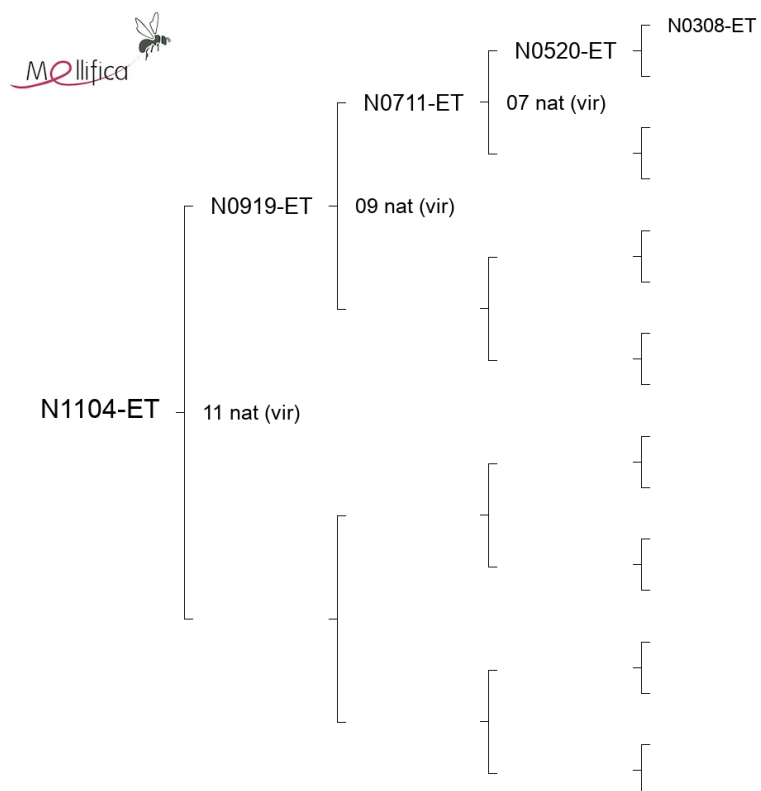 Mellifica
N0308-ET
N0520-ET
N0711-ET
07 nat (vir)
N0919-ET
09 nat (vir)
N1104-ET
11 nat (vir)